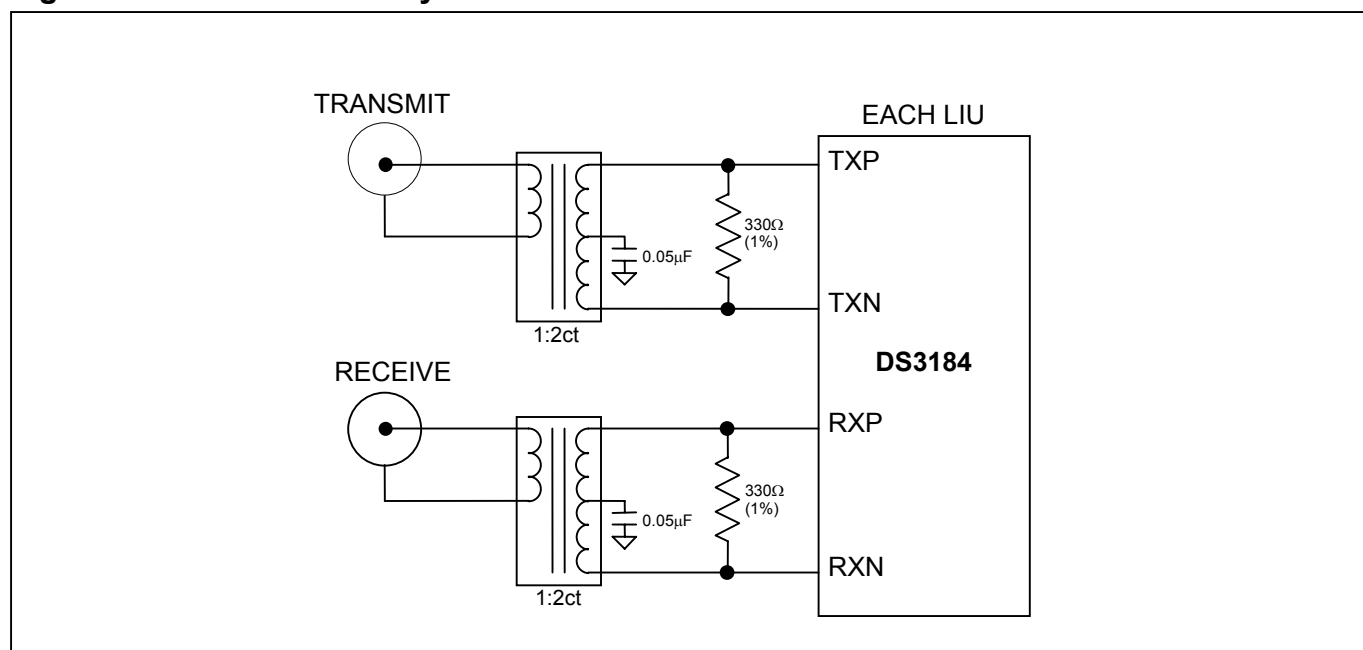 TRANSMIT
EACH LIU
TXP
330Ω
(1%)
0.05μF
TXN
1:2ct
DS3184
RECEIVE
RXP
330Ω
(1%)
0.05μF
RXN
1:2ct